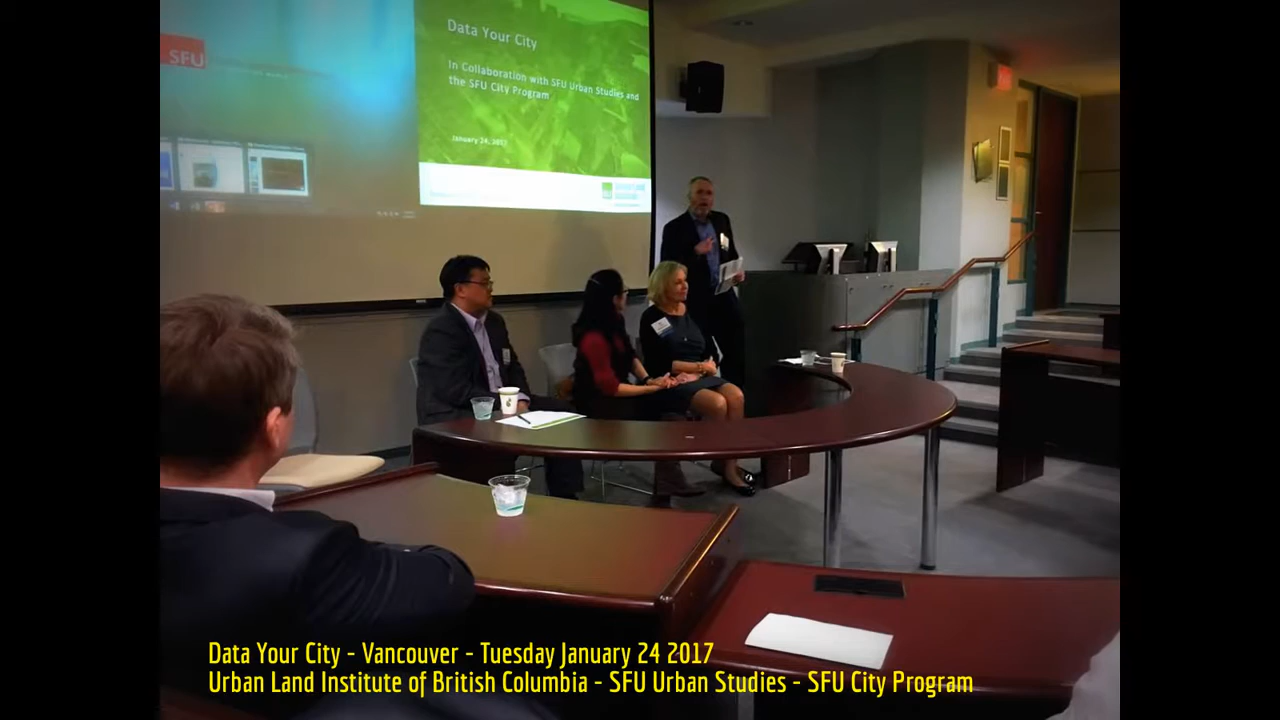 SFU
Data Your City
In Collaboration with SFU Urban Studies and
the SFU City Program
January 24, 2017
Data Your City - Vancouver - Tuesday January 24 2017
Urban Land Institute of British Columbia - SFU Urban Studies - SFU City Program